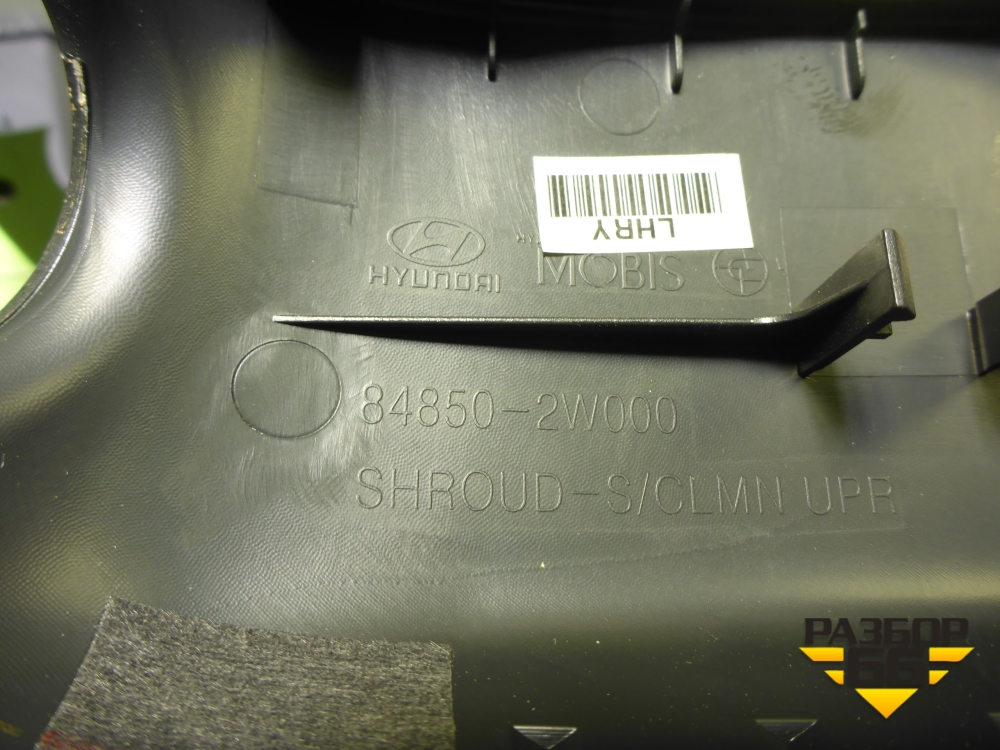 LHRY
HYUNDAI
MOBIS
84850-2W000
SHROUD-S/CLMN UPR
РАЗБОР
66